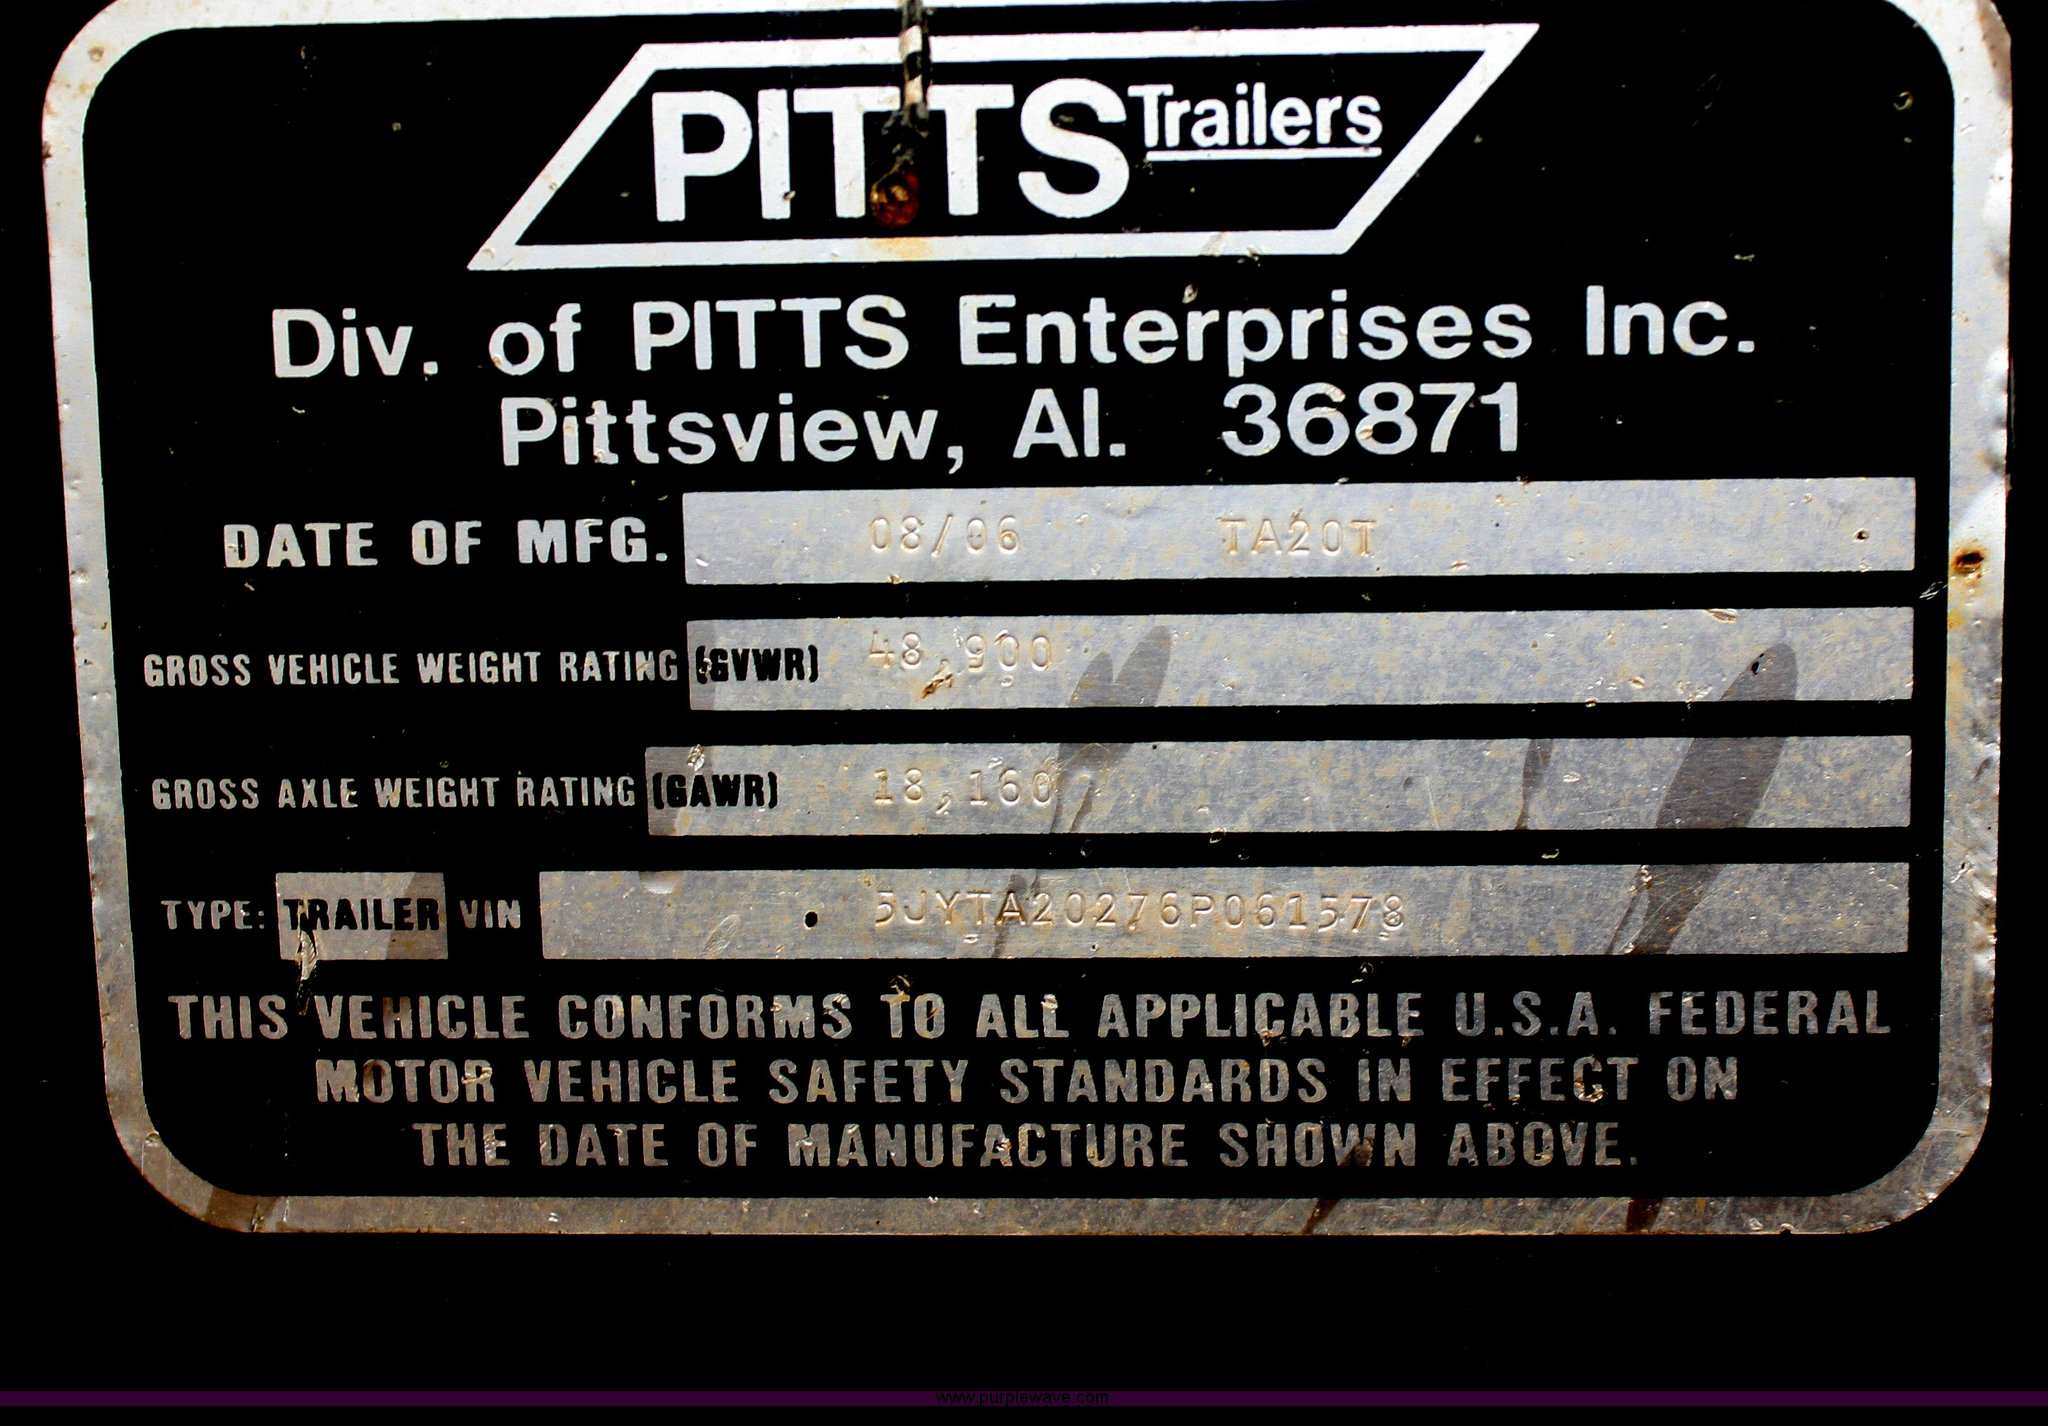 PITTS Trailers
Div. of PITTS Enterprises Inc.
Pittsview, Al. 36871
DATE OF MFG. 08/06 TA20T
GROSS VEHICLE WEIGHT RATING (GVWR) 48,900
GROSS AXLE WEIGHT RATING (GAWR) 18,160
TYPE: TRAILER VIN 5JYTA20276P061578
THIS VEHICLE CONFORMS TO ALL APPLICABLE U.S.A. FEDERAL
MOTOR VEHICLE SAFETY STANDARDS IN EFFECT ON
THE DATE OF MANUFACTURE SHOWN ABOVE.
www.purplewave.com